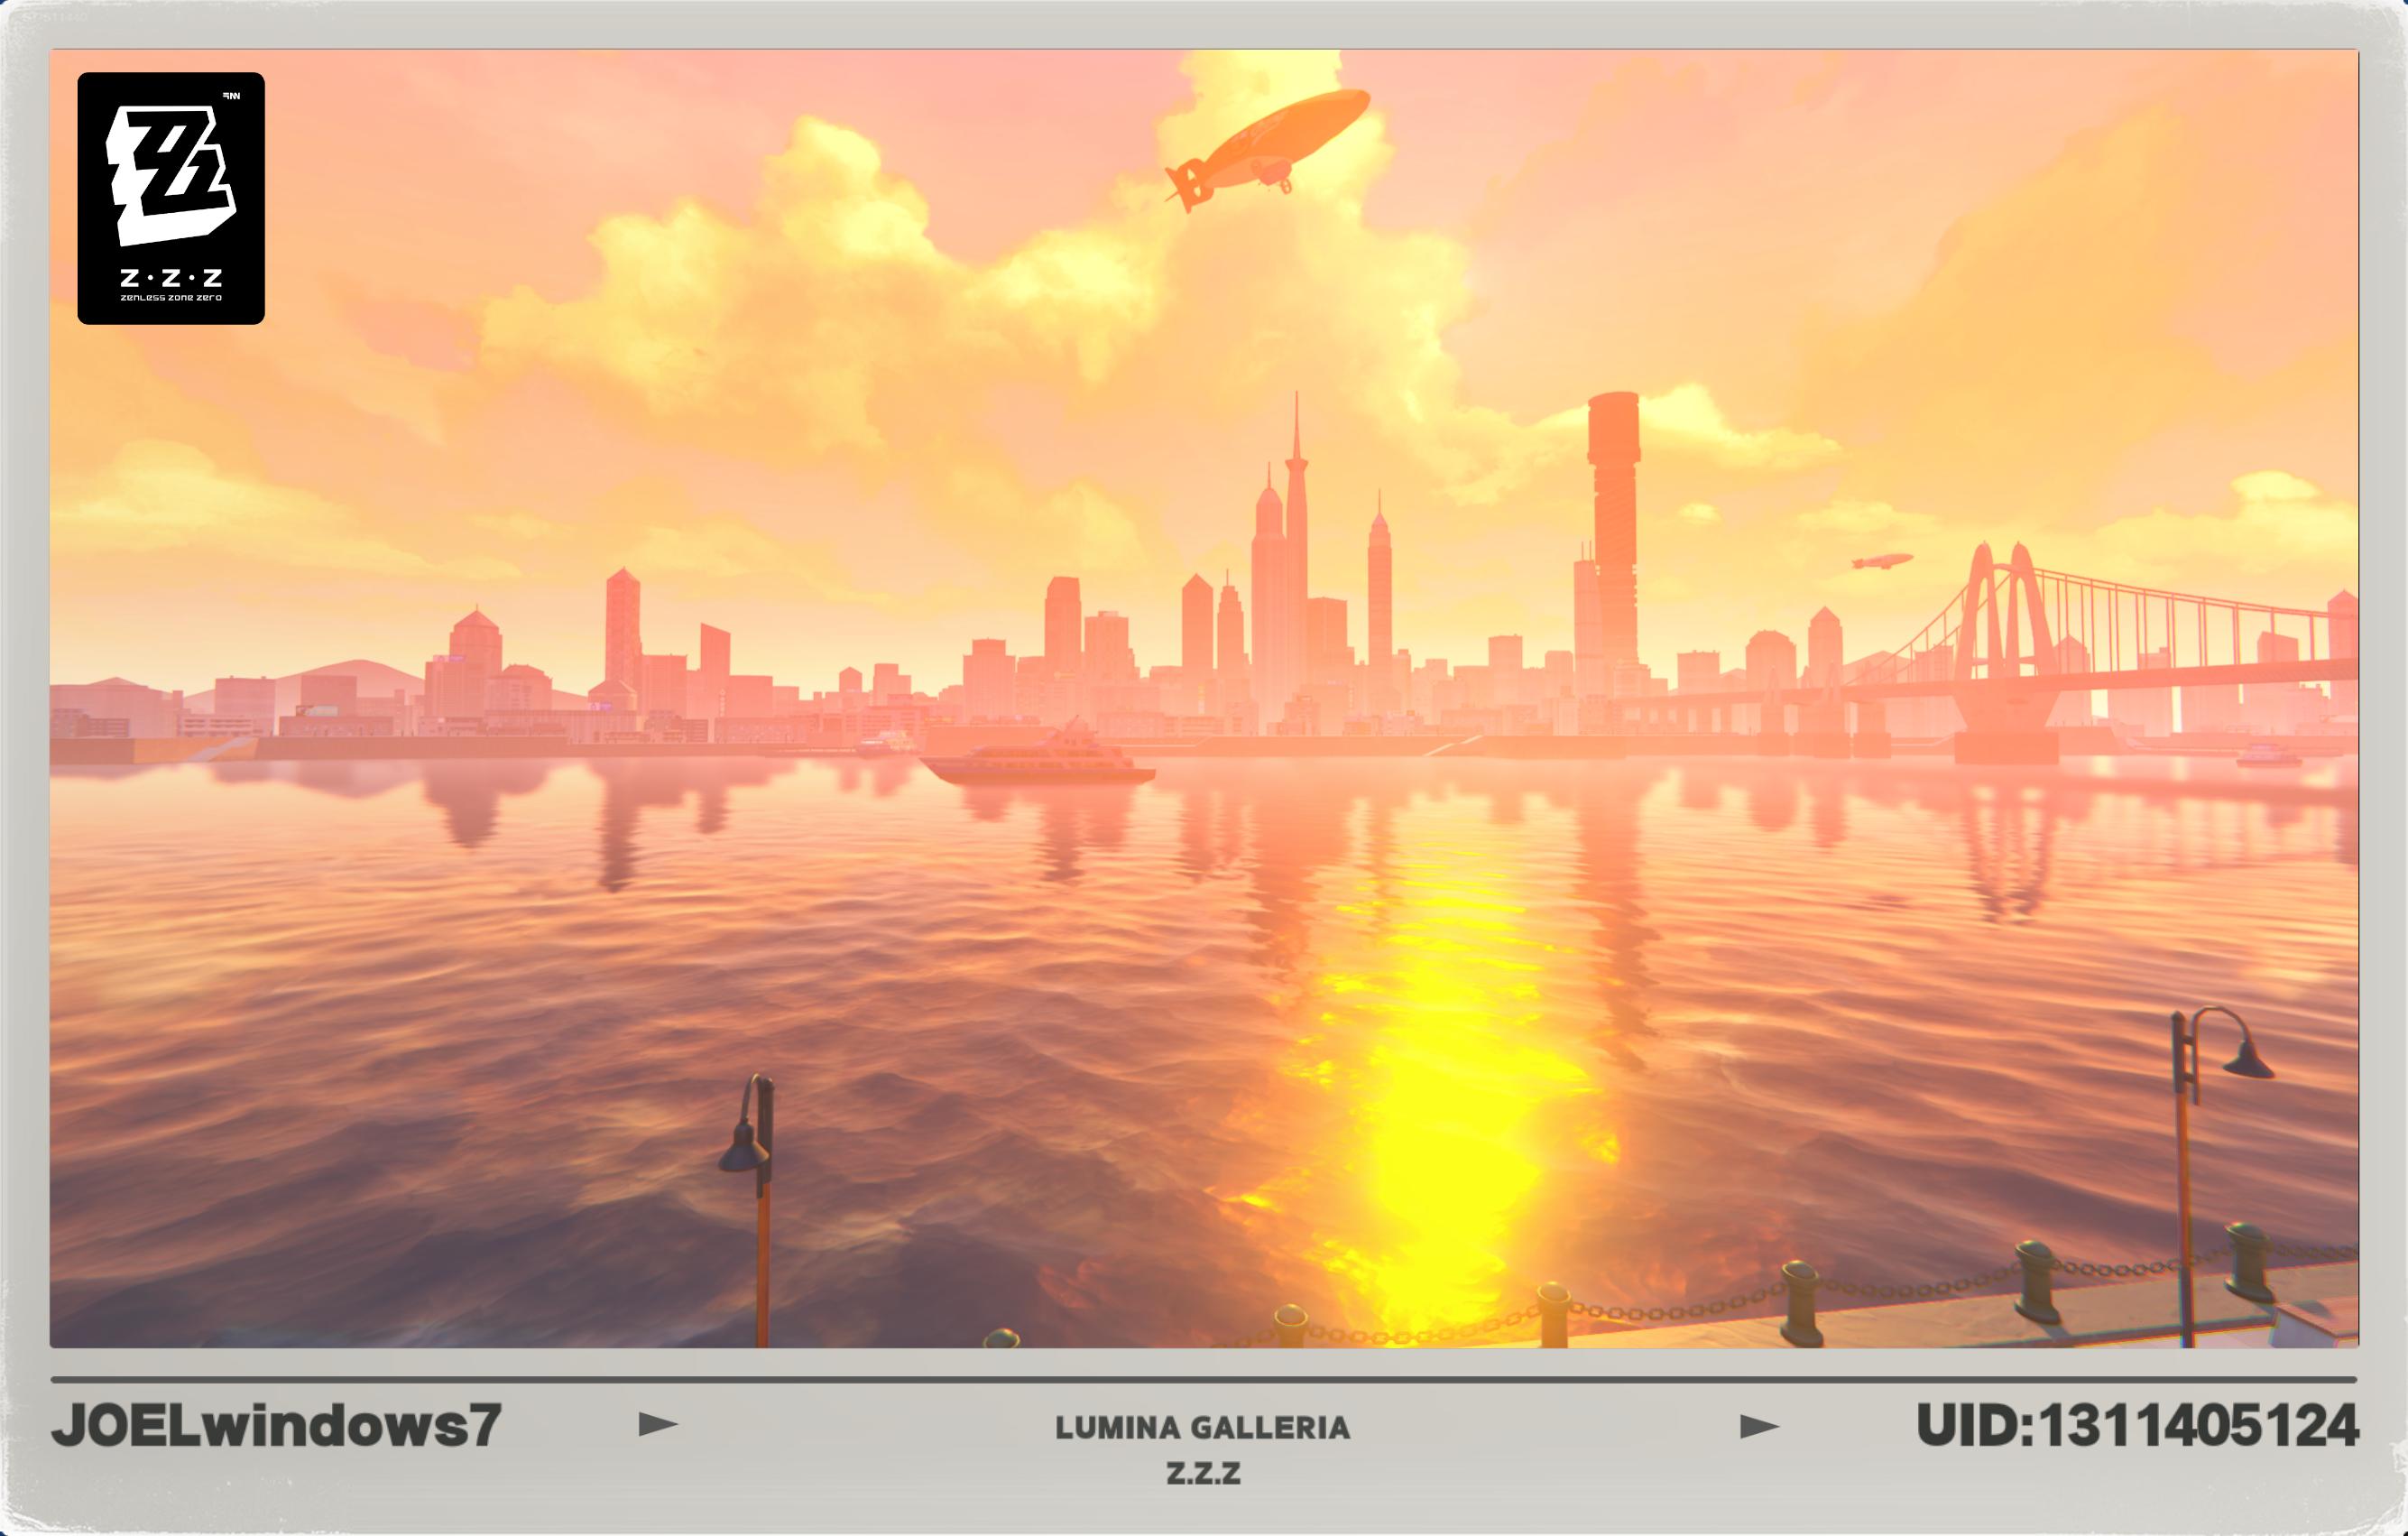 Z·Z·Z
ZENLESS ZONE ZERO
JOELwindows7
LUMINA GALLERIA
UID:1311405124
Z.Z.Z